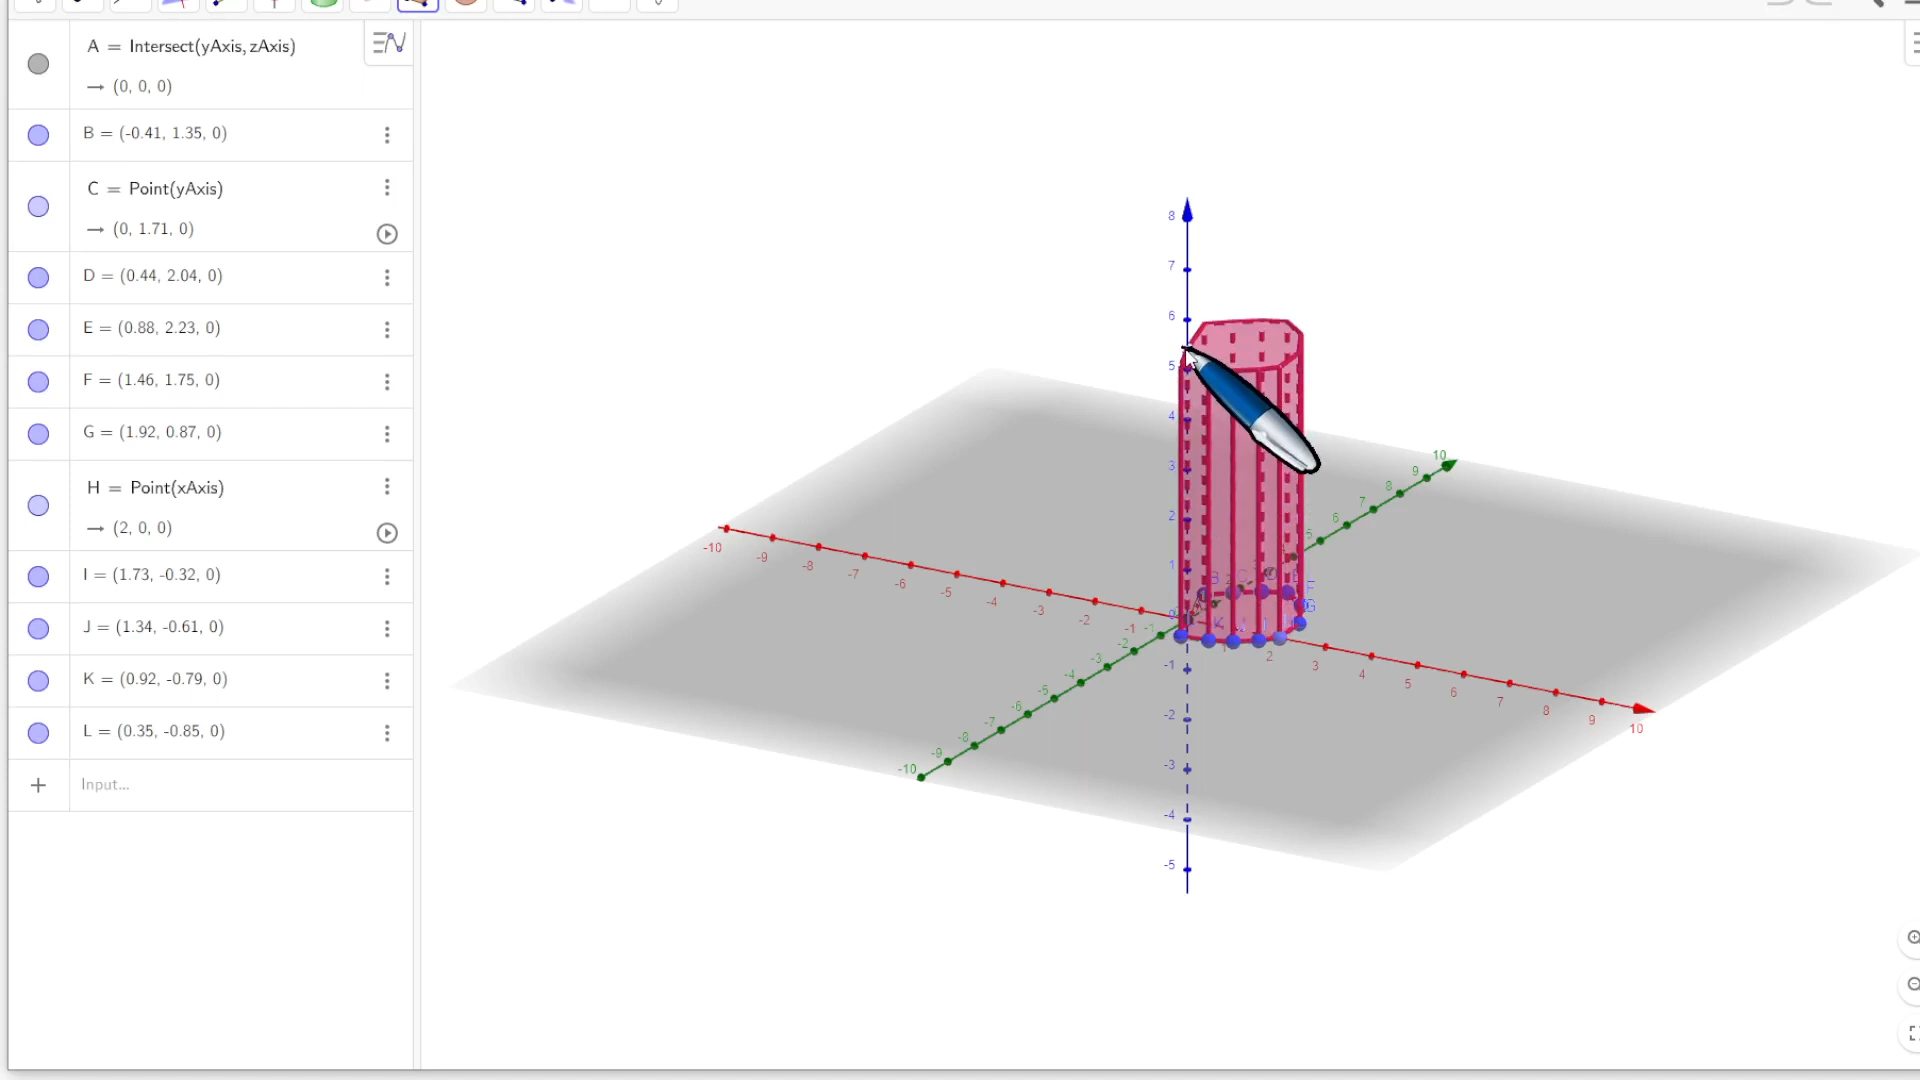 A = Intersect(yAxis, zAxis)
→ (0, 0, 0)
B = (-0.41, 1.35, 0)
C = Point(yAxis)
→ (0, 1.71, 0)
D = (0.44, 2.04, 0)
E = (0.88, 2.23, 0)
F = (1.46, 1.75, 0)
G = (1.92, 0.87, 0)
H = Point(xAxis)
→ (2, 0, 0)
I = (1.73, -0.32, 0)
J = (1.34, -0.61, 0)
K = (0.92, -0.79, 0)
L = (0.35, -0.85, 0)
Input...
8
7
6
5
4
3
2
1
0
-1
-2
-3
-4
-5
-10 -9 -8 -7 -6 -5 -4 -3 -2 -1
2 3 4 5 6 7 8 9 10
10 9 8 7 6 5
-1 -2 -3 -4 -5 -6 -7 -8 -9 -10
B
F
G
K